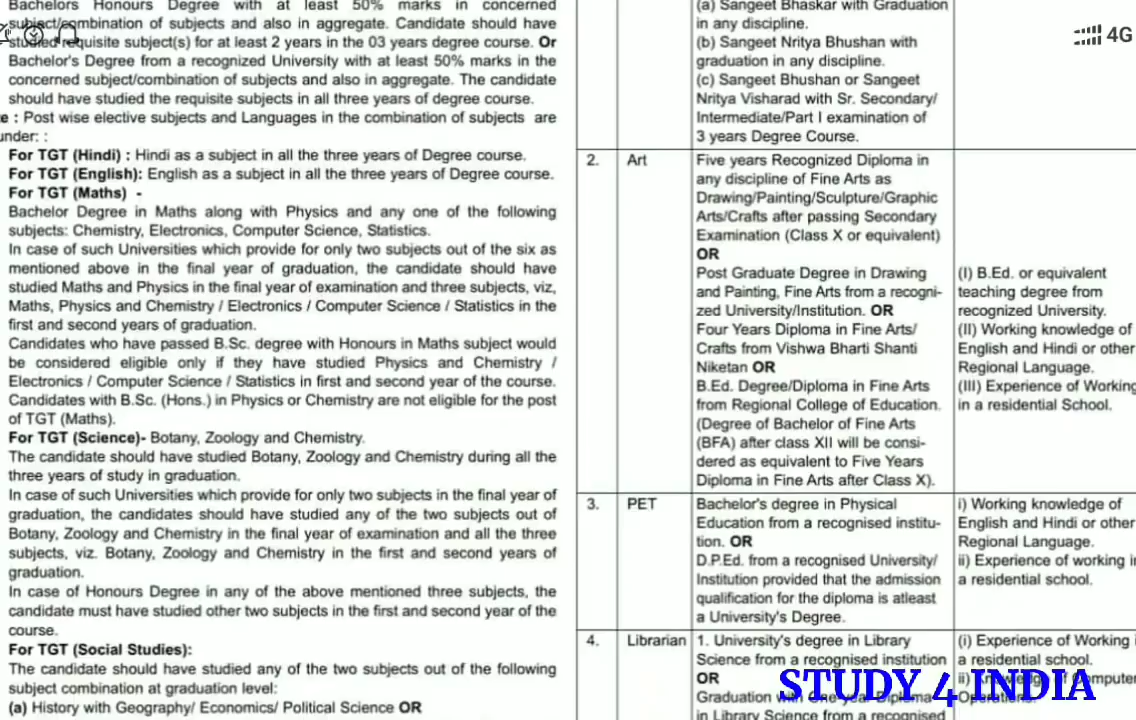 Bachelors Honours Degree with at least 50% marks in concerned
subject/combination of subjects and also in aggregate. Candidate should have
studied requisite subject(s) for at least 2 years in the 03 years degree course. Or
Bachelor's Degree from a recognized University with at least 50% marks in the
concerned subject/combination of subjects and also in aggregate. The candidate
should have studied the requisite subjects in all three years of degree course.
e : Post wise elective subjects and Languages in the combination of subjects are
under: :
For TGT (Hindi) : Hindi as a subject in all the three years of Degree course.
For TGT (English): English as a subject in all the three years of Degree course.
For TGT (Maths) -
Bachelor Degree in Maths along with Physics and any one of the following
subjects: Chemistry, Electronics, Computer Science, Statistics.
In case of such Universities which provide for only two subjects out of the six as
mentioned above in the final year of graduation, the candidate should have
studied Maths and Physics in the final year of examination and three subjects, viz,
Maths, Physics and Chemistry / Electronics / Computer Science / Statistics in the
first and second years of graduation.
Candidates who have passed B.Sc. degree with Honours in Maths subject would
be considered eligible only if they have studied Physics and Chemistry /
Electronics / Computer Science / Statistics in first and second year of the course.
Candidates with B.Sc. (Hons.) in Physics or Chemistry are not eligible for the post
of TGT (Maths).
For TGT (Science)- Botany, Zoology and Chemistry.
The candidate should have studied Botany, Zoology and Chemistry during all the
three years of study in graduation.
In case of such Universities which provide for only two subjects in the final year of
graduation, the candidates should have studied any of the two subjects out of
Botany, Zoology and Chemistry in the final year of examination and all the three
subjects, viz. Botany, Zoology and Chemistry in the first and second years of
graduation.
In case of Honours Degree in any of the above mentioned three subjects, the
candidate must have studied other two subjects in the first and second year of the
course.
For TGT (Social Studies):
The candidate should have studied any of the two subjects out of the following
subject combination at graduation level:
(a) History with Geography/ Economics/ Political Science OR
(a) Sangeet Bhaskar with Graduation
in any discipline.
(b) Sangeet Nritya Bhushan with
graduation in any discipline.
(c) Sangeet Bhushan or Sangeet
Nritya Visharad with Sr. Secondary/
Intermediate/Part I examination of
3 years Degree Course.
4G
2. Art
Five years Recognized Diploma in
any discipline of Fine Arts as
Drawing/Painting/Sculpture/Graphic
Arts/Crafts after passing Secondary
Examination (Class X or equivalent)
OR
Post Graduate Degree in Drawing
and Painting, Fine Arts from a recogni-
zed University/Institution. OR
Four Years Diploma in Fine Arts/
Crafts from Vishwa Bharti Shanti
Niketan OR
B.Ed. Degree/Diploma in Fine Arts
from Regional College of Education.
(Degree of Bachelor of Fine Arts
(BFA) after class XII will be consi-
dered as equivalent to Five Years
Diploma in Fine Arts after Class X).
(I) B.Ed. or equivalent
teaching degree from
recognized University.
(II) Working knowledge of
English and Hindi or other
Regional Language.
(III) Experience of Working
in a residential School.
3. PET
Bachelor's degree in Physical
Education from a recognised institu-
tion. OR
D.P.Ed. from a recognised University/
Institution provided that the admission
qualification for the diploma is atleast
a University's Degree.
i) Working knowledge of
English and Hindi or other
Regional Language.
ii) Experience of working in
a residential school.
4. Librarian
1. University's degree in Library
Science from a recognised institution
OR
Graduation with One year Diploma
in Library Science from a recognised
(i) Experience of Working
a residential school.
ii) Knowledge of Computer
Operations.
STUDY 4 INDIA